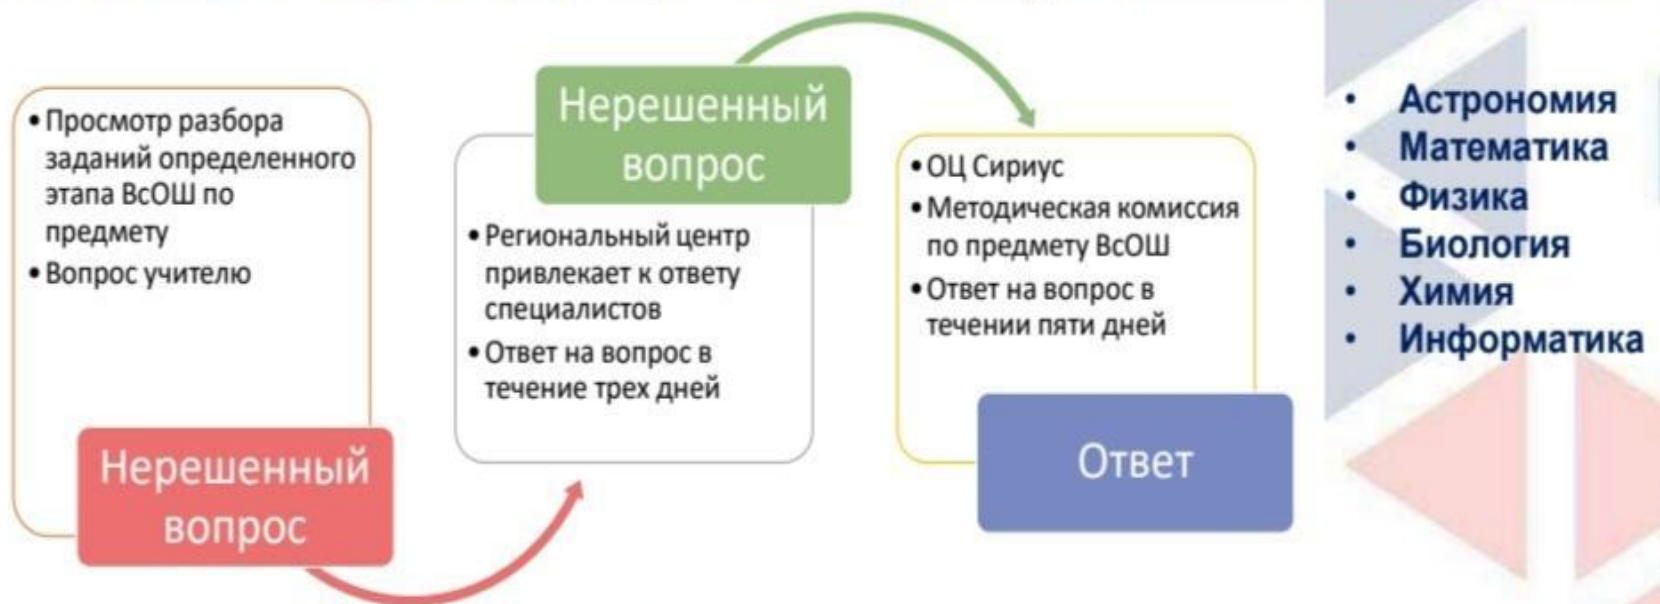 • Просмотр разбора
заданий определенного
этапа ВсОШ по
предмету
• Вопрос учителю
Нерешенный
вопрос
Нерешенный
вопрос
• Региональный центр
привлекает к ответу
специалистов
• Ответ на вопрос в
течение трех дней
• ОЦ Сириус
• Методическая комиссия
по предмету ВсОШ
• Ответ на вопрос в
течении пяти дней
Ответ
• Астрономия
• Математика
• Физика
• Биология
• Химия
• Информатика